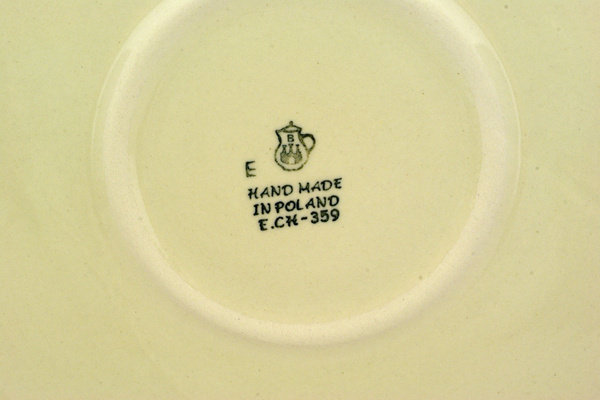 B
E
HAND MADE
IN POLAND
E.CH-359